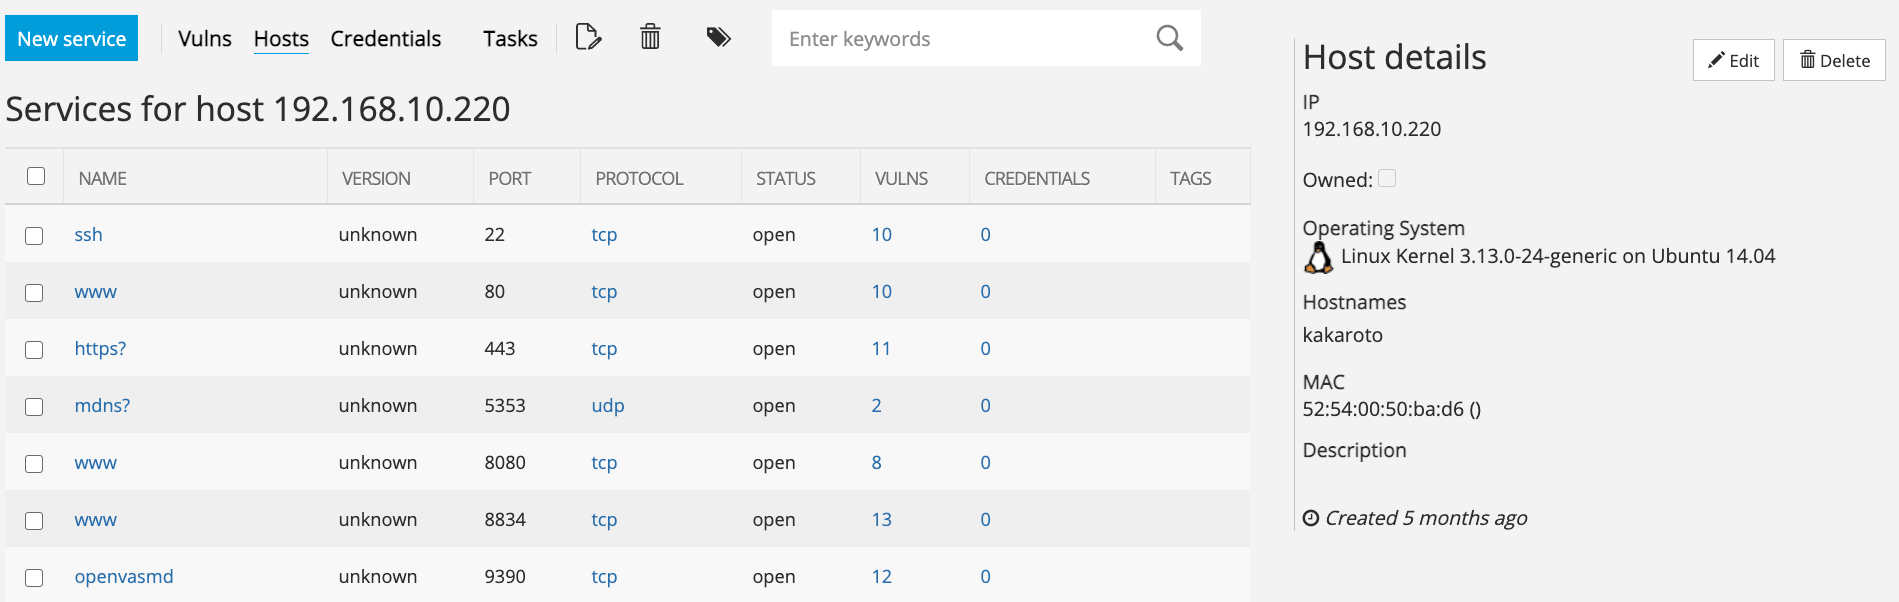 New service
Vulns Hosts Credentials Tasks
Enter keywords
Services for host 192.168.10.220
NAME VERSION PORT PROTOCOL STATUS VULNS CREDENTIALS TAGS
ssh unknown 22 tcp open 10 0
www unknown 80 tcp open 10 0
https? unknown 443 tcp open 11 0
mdns? unknown 5353 udp open 2 0
www unknown 8080 tcp open 8 0
www unknown 8834 tcp open 13 0
openvasmd unknown 9390 tcp open 12 0
Host details
Edit
Delete
IP
192.168.10.220
Owned:
Operating System
Linux Kernel 3.13.0-24-generic on Ubuntu 14.04
Hostnames
kakaroto
MAC
52:54:00:50:ba:d6 ()
Description
Created 5 months ago